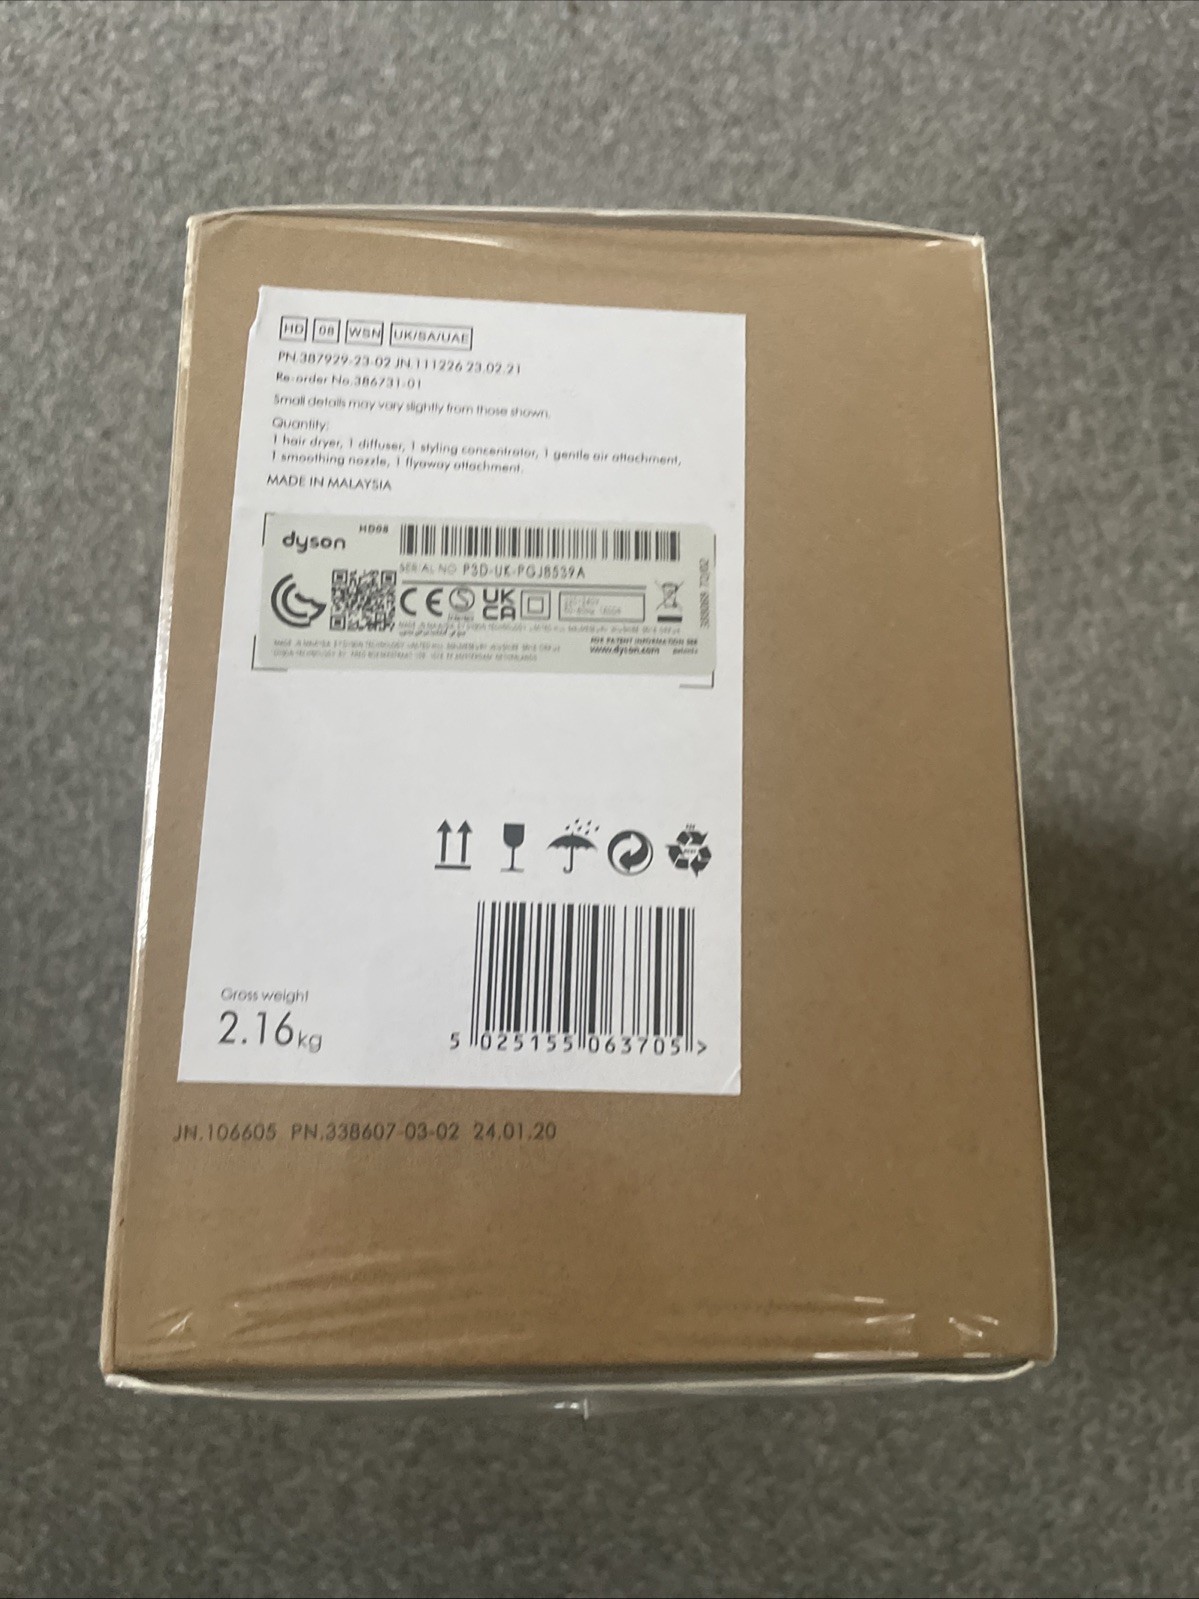 HD 08 WSN UK/SA/UAE
PN.387929-23-02 JN.111226 23.02.21
Re-order No.386731-01
Small details may vary slightly from those shown.
Quantity:
1 hair dryer, 1 diffuser, 1 styling concentrator, 1 gentle air attachment,
1 smoothing nozzle, 1 flyaway attachment.
MADE IN MALAYSIA
dyson HD08
SERIAL NO P3D-UK-PGJ8539A
CE UK CA
FOR PATENT INFORMATION SEE
www.dyson.com
Gross weight
2.16kg
5 025155 063705 >
JN.106605 PN.338607-03-02 24.01.20